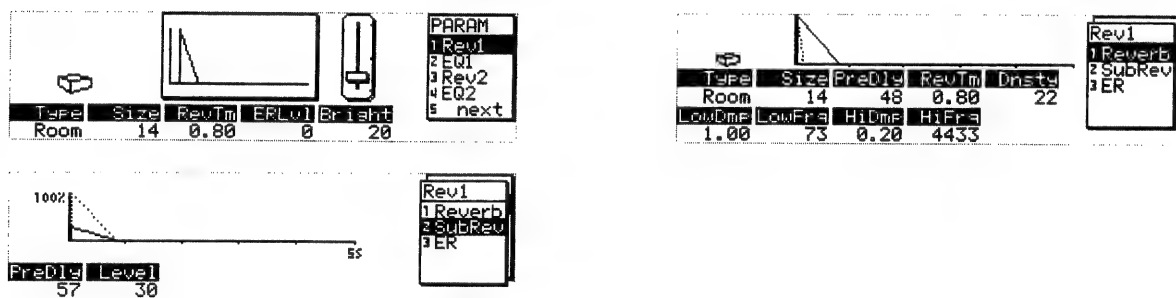 PARAM
1 Rev1
2 EQ1
3 Rev2
4 EQ2
5 next
Type Size RevTm ERLvl Bright
Room 14 0.80 0 20
Rev1
1 Reverb
2 SubRev
3 ER
Type Size PreDly RevTm Dnsty
Room 14 48 0.80 22
LowDmp LowFrq HiDmp HiFrq
1.00 73 0.20 4433
100%
5S
Rev1
1 Reverb
2 SubRev
3 ER
PreDly Level
57 30